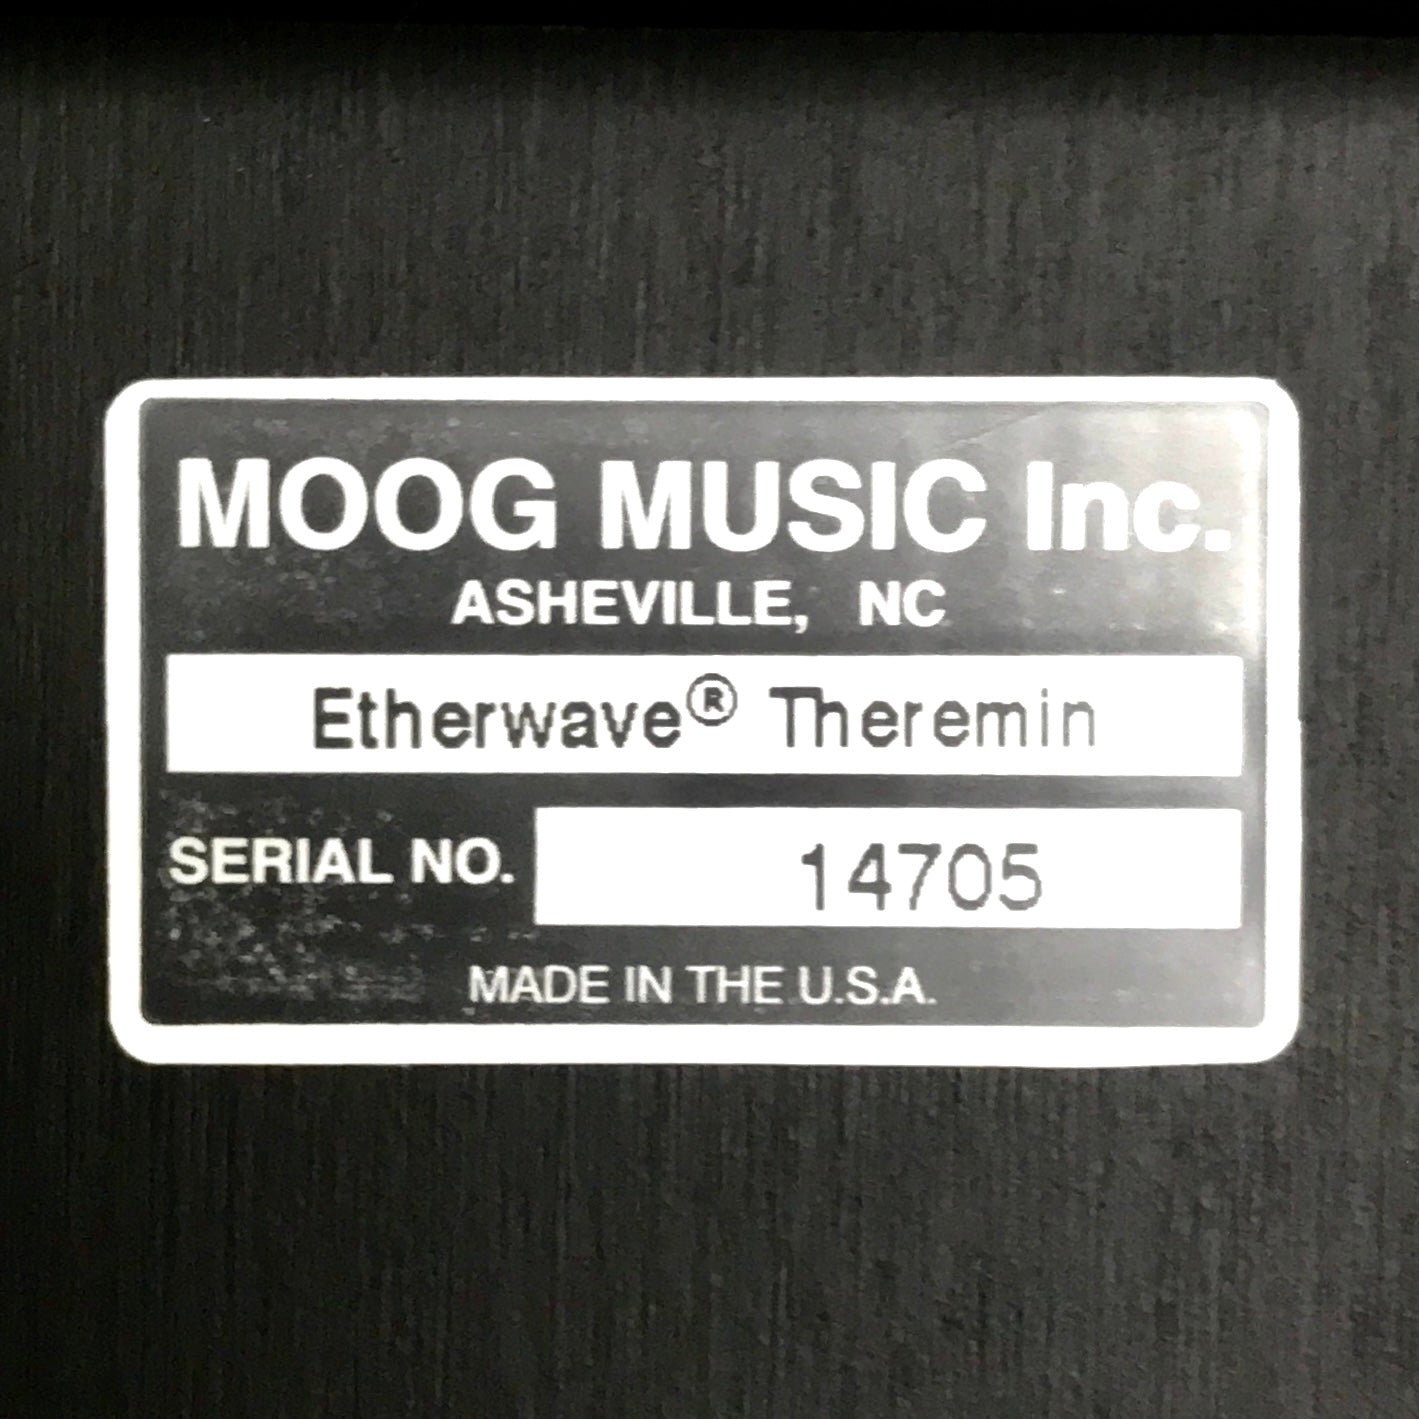 MOOG MUSIC Inc.
ASHEVILLE, NC
Etherwave® Theremin
SERIAL NO. 14705
MADE IN THE U.S.A.